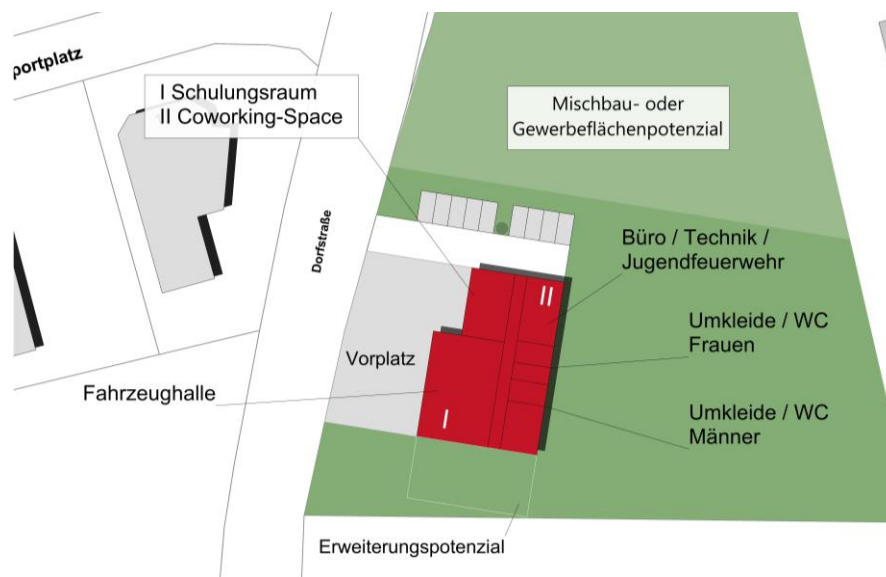 portplatz
I Schulungsraum
II Coworking-Space
Mischbau- oder
Gewerbeflächenpotenzial
Dorfstraße
Büro / Technik /
Jugendfeuerwehr
II
Umkleide / WC
Frauen
Vorplatz
Fahrzeughalle
Umkleide / WC
Männer
I
Erweiterungspotenzial